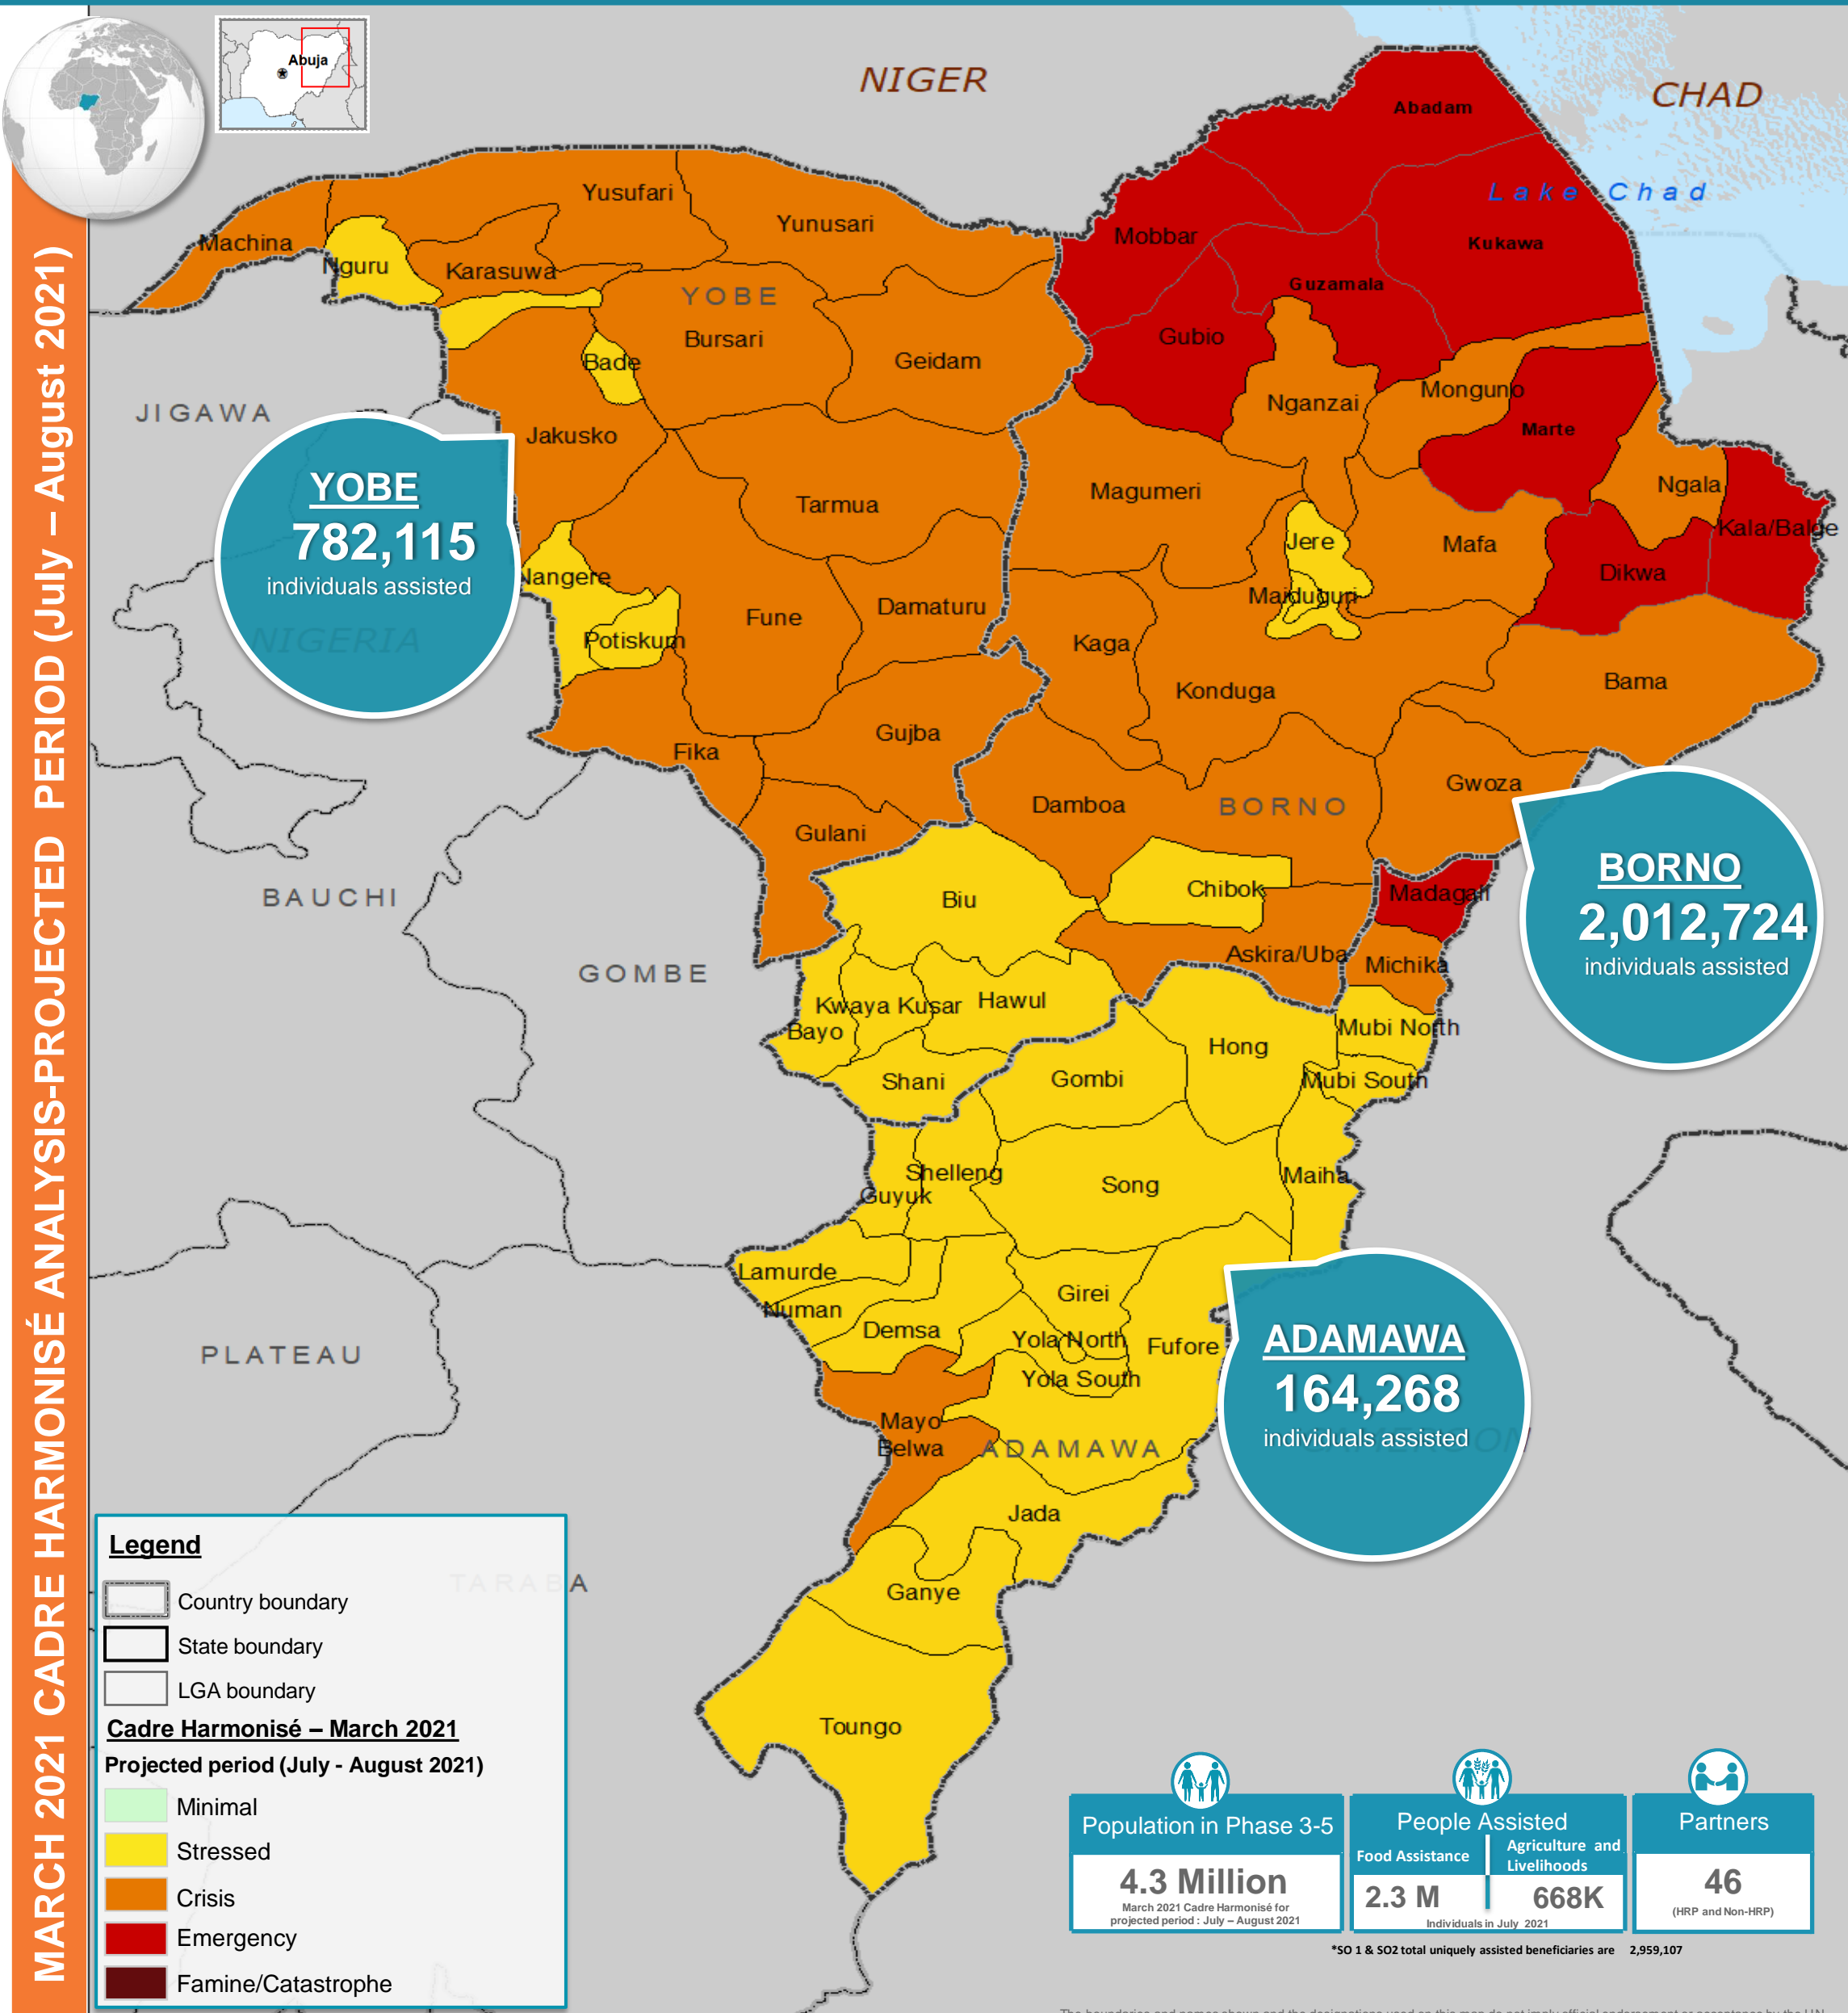 MARCH 2021 CADRE HARMONISÉ ANALYSIS-PROJECTED PERIOD (July – August 2021)
Abuja
NIGER
CHAD
Lake Chad
Abadam
Yusufari
Yunusari
Machina
Nguru
Karasuwa
Mobbar
Kukawa
Guzamala
YOBE
Bursari
Gubio
Bade
Geidam
Monguno
Nganzai
JIGAWA
Jakusko
Marte
YOBE
782,115
individuals assisted
Tarmua
Magumeri
Ngala
Kala/Balge
Jere
Mafa
Dikwa
Nangere
Maiduguri
Damaturu
Fune
NIGERIA
Potiskum
Kaga
Konduga
Bama
Gujba
Fika
Gwoza
Damboa
BORNO
Gulani
BORNO
2,012,724
individuals assisted
BAUCHI
Biu
Chibok
Madagali
Askira/Uba
Michika
GOMBE
Kwaya Kusar
Hawul
Bayo
Mubi North
Hong
Shani
Gombi
Mubi South
Shelleng
Guyuk
Song
Maiha
Lamurde
Numan
Girei
Demsa
Yola North
Fufore
Yola South
ADAMAWA
164,268
individuals assisted
PLATEAU
Mayo
Belwa
ADAMAWA
Jada
TARABA
Ganye
Toungo
Legend
Country boundary
State boundary
LGA boundary
Cadre Harmonisé – March 2021
Projected period (July - August 2021)
Minimal
Stressed
Crisis
Emergency
Famine/Catastrophe
Population in Phase 3-5
4.3 Million
March 2021 Cadre Harmonisé for
projected period : July – August 2021
People Assisted
Food Assistance
Agriculture and
Livelihoods
2.3 M
668K
Individuals in July 2021
Partners
46
(HRP and Non-HRP)
*SO 1 & SO2 total uniquely assisted beneficiaries are 2,959,107